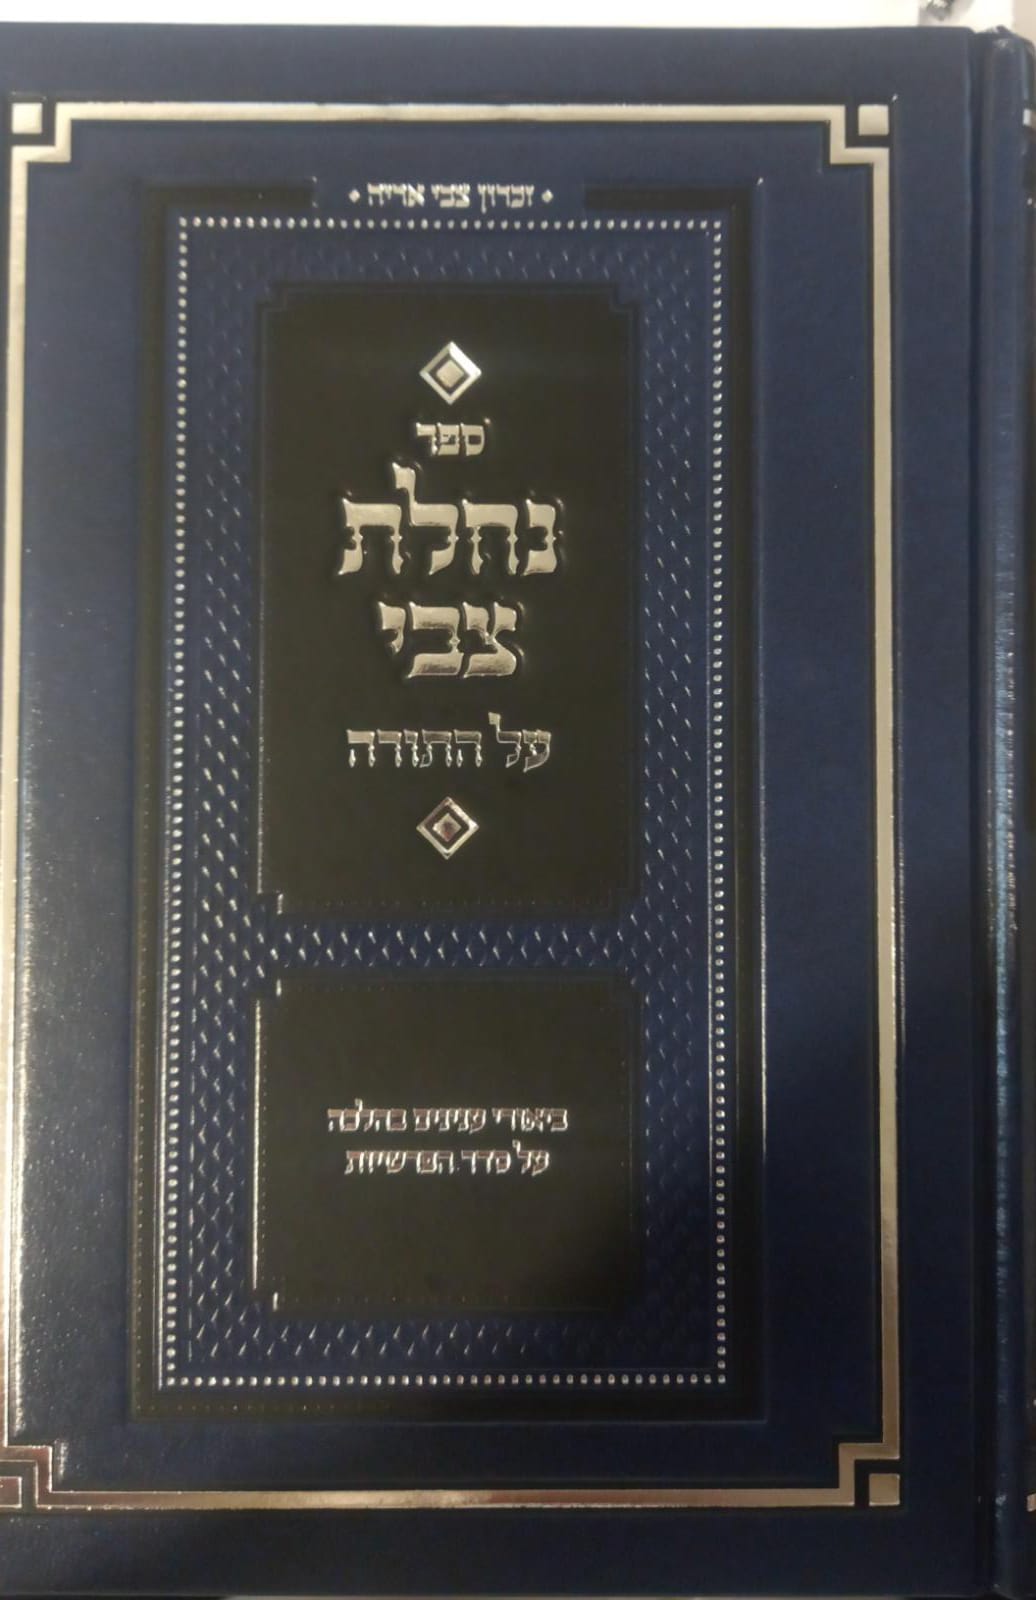 זכרון צבי אריה
ספר
נחלת
צבי
על התורה
ביאורי ענינים בהלכה
על סדר הפרשיות